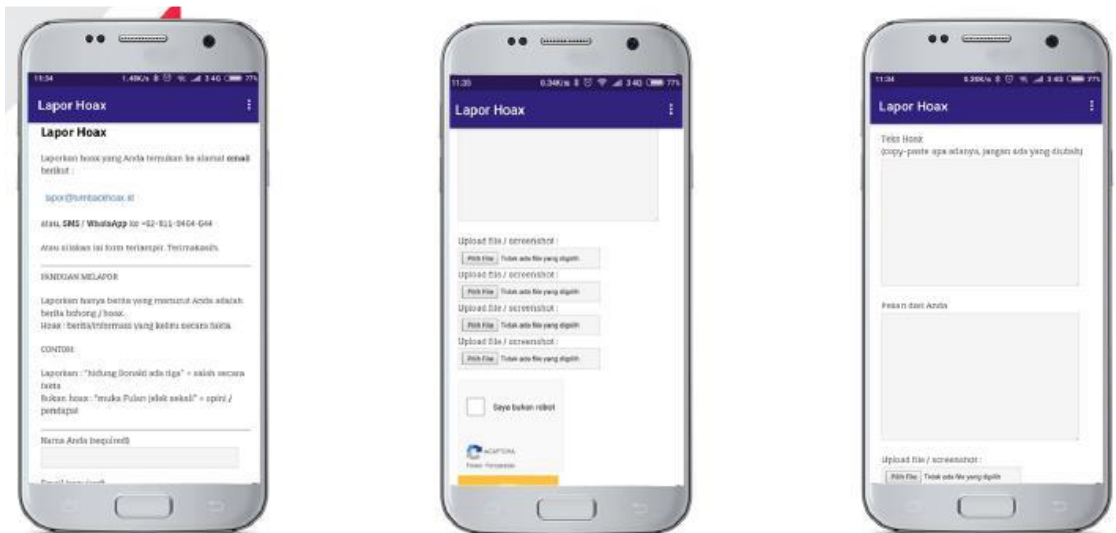 11:34
77%
Lapor Hoax
Lapor Hoax
Laporkan hoax yang Anda temukan ke alamat email
berikut :
atau, SMS / WhatsApp ke
Atau silakan isi form terlampir. Terimakasih.
PANDUAN MELAPOR
Laporkan hanya berita yang menurut Anda adalah
berita bohong / hoax.
Hoax : berita/informasi yang keliru secara fakta
CONTOH
Laporkan : "hidung Donald ada tiga" = salah secara
fakta
Bukan hoax : "muka Fulan jelek sekali" = opini /
pendapat
Nama Anda (required)
Email (required)
11:35
77%
Lapor Hoax
Upload file / screenshot :
Pilih File Tidak ada file yang dipilih
Upload file / screenshot :
Pilih File Tidak ada file yang dipilih
Upload file / screenshot :
Pilih File Tidak ada file yang dipilih
Upload file / screenshot :
Pilih File Tidak ada file yang dipilih
Saya bukan robot
reCAPTCHA
11:34
77%
Lapor Hoax
Teks Hoax
(copy-paste apa adanya, jangan ada yang diubah)
Pesan dari Anda
Upload file / screenshot :
Pilih File Tidak ada file yang dipilih